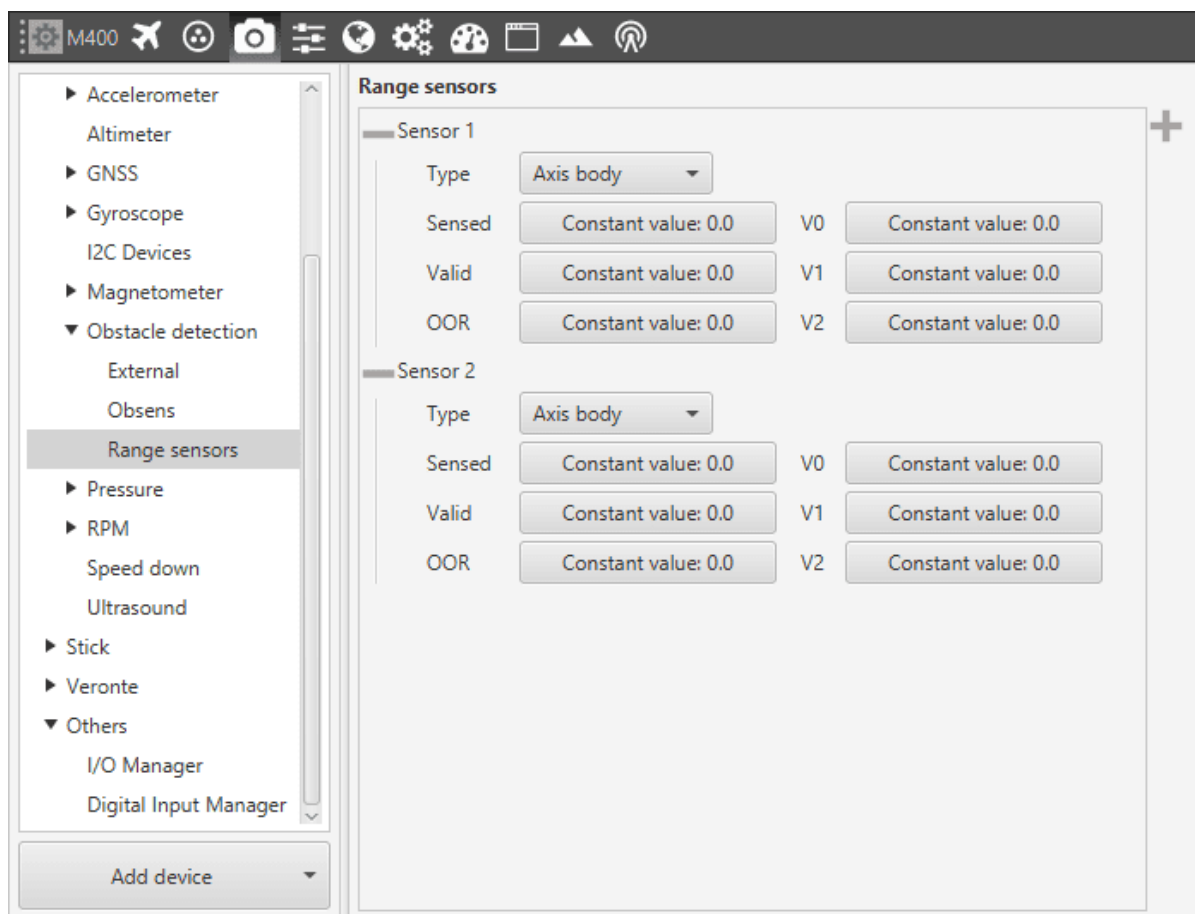 M400
Accelerometer
Altimeter
GNSS
Gyroscope
I2C Devices
Magnetometer
Obstacle detection
External
Obsens
Range sensors
Pressure
RPM
Speed down
Ultrasound
Stick
Veronte
Others
I/O Manager
Digital Input Manager
Add device
Range sensors
Sensor 1
Type Axis body
Sensed Constant value: 0.0 V0 Constant value: 0.0
Valid Constant value: 0.0 V1 Constant value: 0.0
OOR Constant value: 0.0 V2 Constant value: 0.0
Sensor 2
Type Axis body
Sensed Constant value: 0.0 V0 Constant value: 0.0
Valid Constant value: 0.0 V1 Constant value: 0.0
OOR Constant value: 0.0 V2 Constant value: 0.0